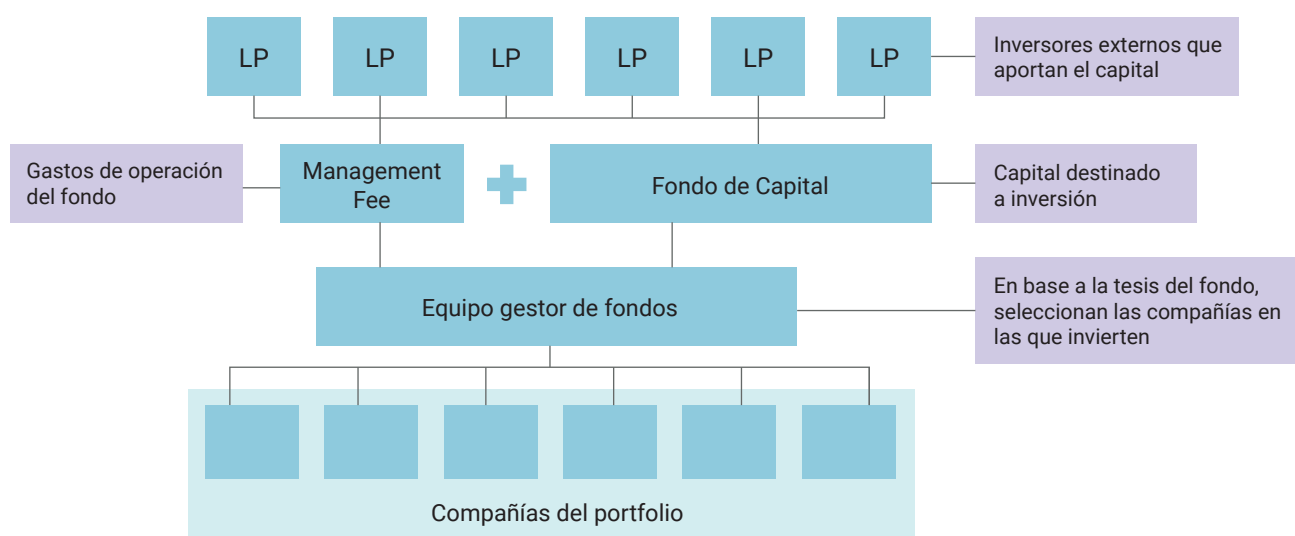 LP
LP
LP
LP
LP
LP
Inversores externos que
aportan el capital
Gastos de operación
del fondo
Management
Fee
Fondo de Capital
Capital destinado
a inversión
Equipo gestor de fondos
En base a la tesis del fondo,
seleccionan las compañías en
las que invierten
Compañías del portfolio